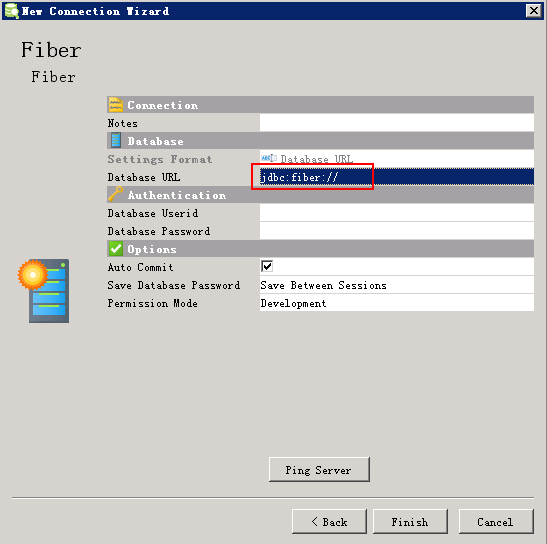 New Connection Wizard
Fiber
Fiber
Connection
Notes
Database
Settings Format ABC Database URL
Database URL jdbc:fiber://
Authentication
Database Userid
Database Password
Options
Auto Commit
Save Database Password Save Between Sessions
Permission Mode Development
Ping Server
< Back Finish Cancel